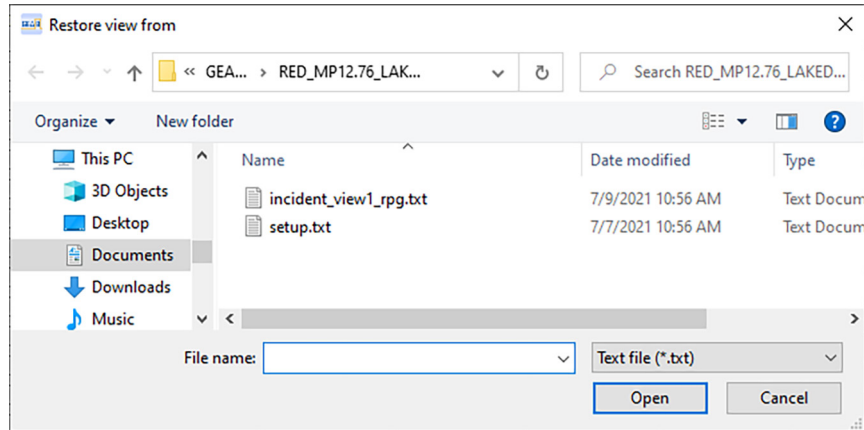 Restore view from
« GEA... > RED_MP12.76_LAK...
Search RED_MP12.76_LAKED...
Organize
New folder
Name
Date modified
Type
This PC
3D Objects
Desktop
Documents
Downloads
Music
incident_view1_rpg.txt
7/9/2021 10:56 AM
Text Docum
setup.txt
7/7/2021 10:56 AM
Text Docum
File name:
Text file (*.txt)
Open
Cancel